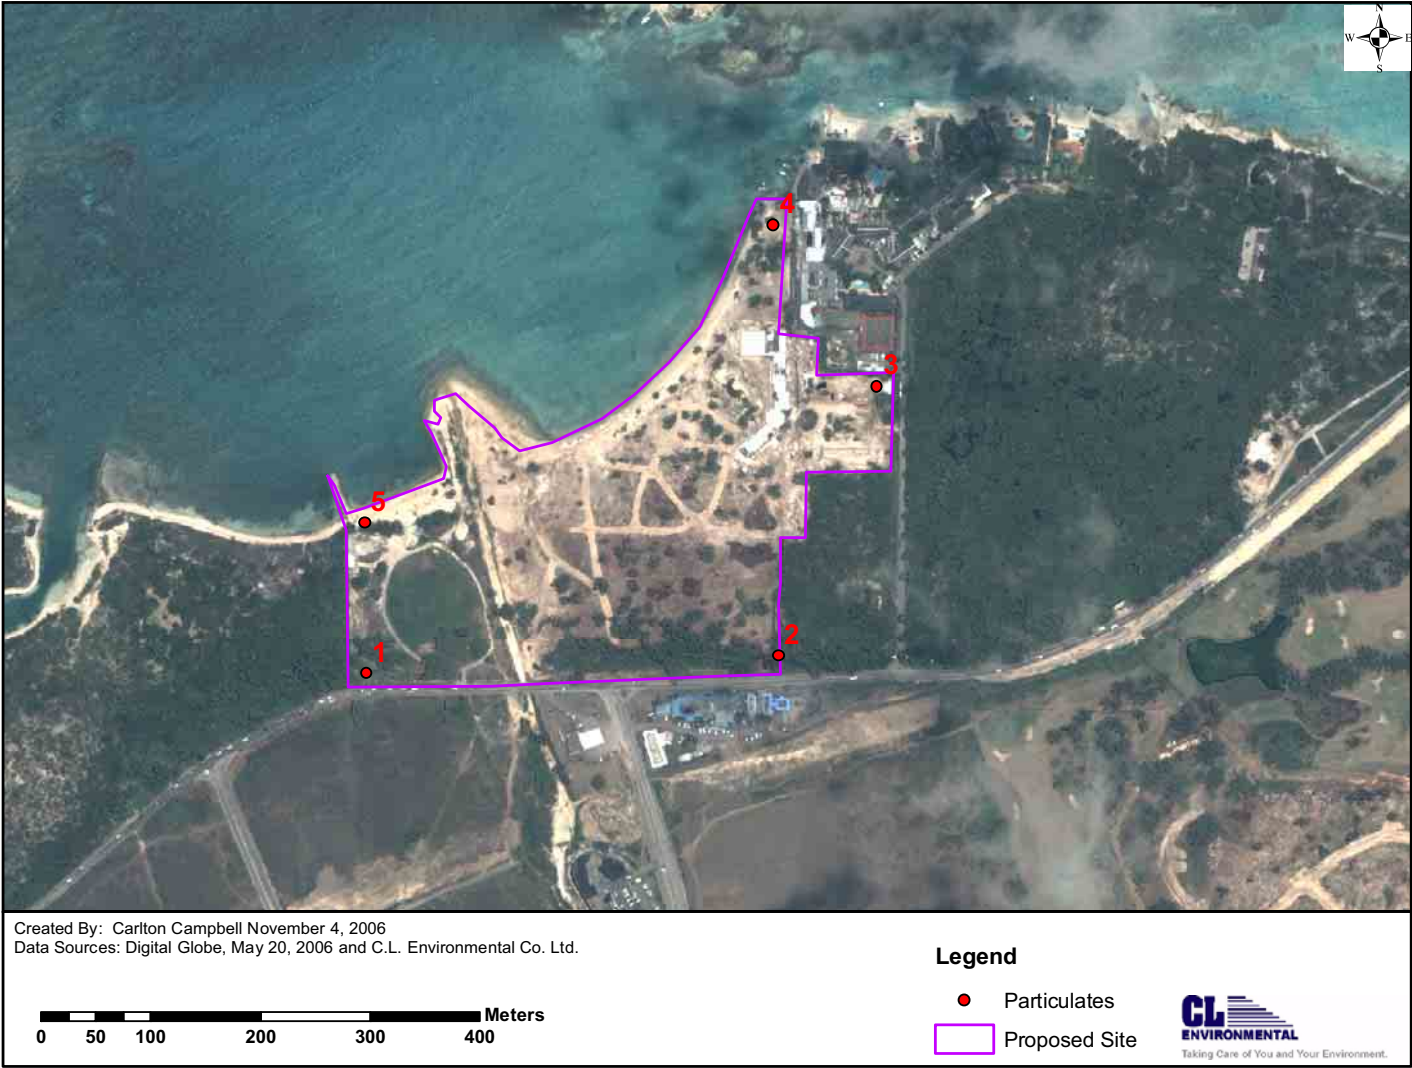 N
W E
S
4
3
5
2
1
Created By: Carlton Campbell November 4, 2006
Data Sources: Digital Globe, May 20, 2006 and C.L. Environmental Co. Ltd.
Legend
Particulates
Proposed Site
Meters
0 50 100 200 300 400
CL
ENVIRONMENTAL
Taking Care of You and Your Environment.